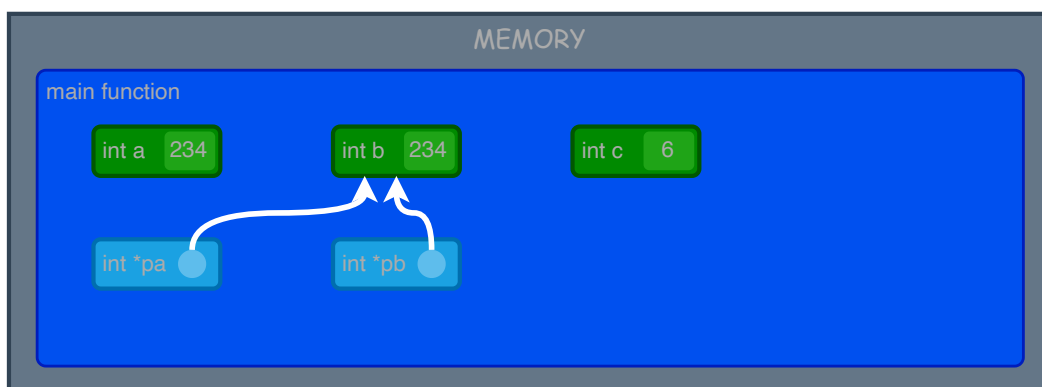 MEMORY
main function
int a 234
int b 234
int c 6
int *pa
int *pb